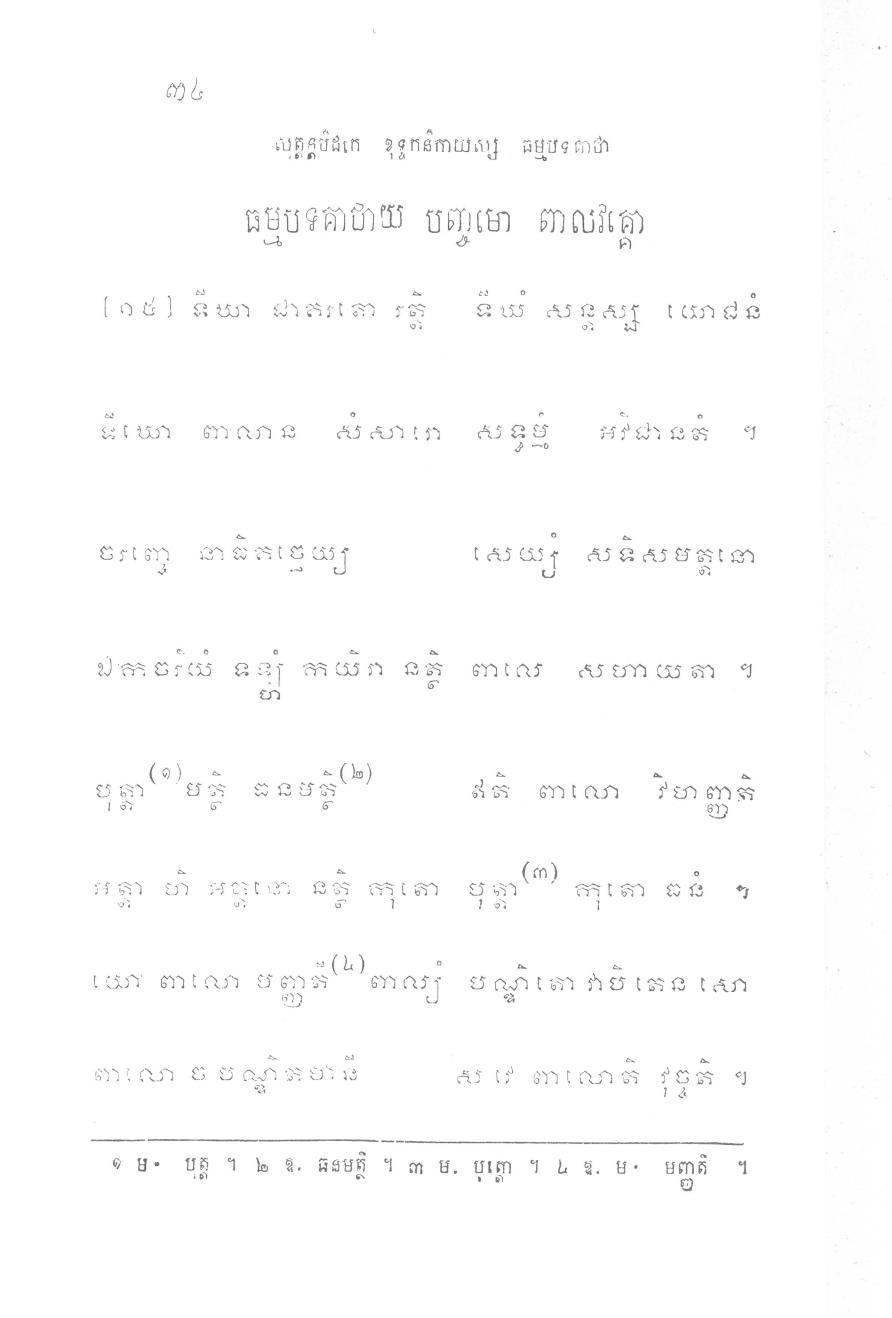 ៣៤
សុត្តន្តបិដកេ ខុទ្ទកនិកាយស្ស ធម្មបទគាថា
ធម្មបទគាថាយ បញ្ចមោ ពាលវគ្គោ
[១៥] ទីឃា ជាគរតោ រត្តិ ទីឃំ សន្តស្ស យោជនំ
ទីឃោ ពាលាន សំសារោ សទ្ធម្មំ អវិជានតំ ។
ចរញ្ចេ នាធិគច្ឆេយ្យ សេយ្យំ សទិសមត្តនោ
ឯកចរិយំ ទឡ្ហំ កយិរា នត្ថិ ពាលេ សហាយតា ។
បុត្តា(១)មត្ថិ ធនមត្ថិ(២) ឥតិ ពាលោ វិហញ្ញតិ
អត្តា ហិ អត្តនោ នត្ថិ កុតោ បុត្តា(៣) កុតោ ធនំ ។
យោ ពាលោ មញ្ញតី(៤)ពាល្យំ បណ្ឌិតោ វាបិ តេន សោ
ពាលោ ច បណ្ឌិតមានី ស វេ ពាលោតិ វុច្ចតិ ។
១ ម. បុត្ត ។ ២ ឱ. ធនមត្ថិ ។ ៣ ម. បុត្តោ ។ ៤ ឱ. ម. មញ្ញតិ ។